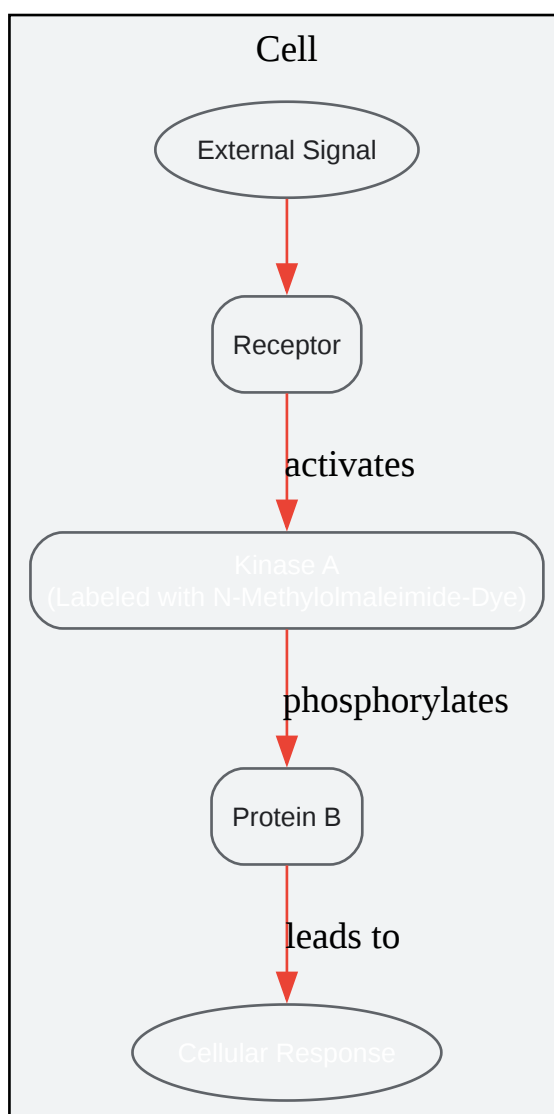 Cell
External Signal
Receptor
activates
Kinase A
(Labeled with N-Methylolmaleimide-Dye)
phosphorylates
Protein B
leads to
Cellular Response